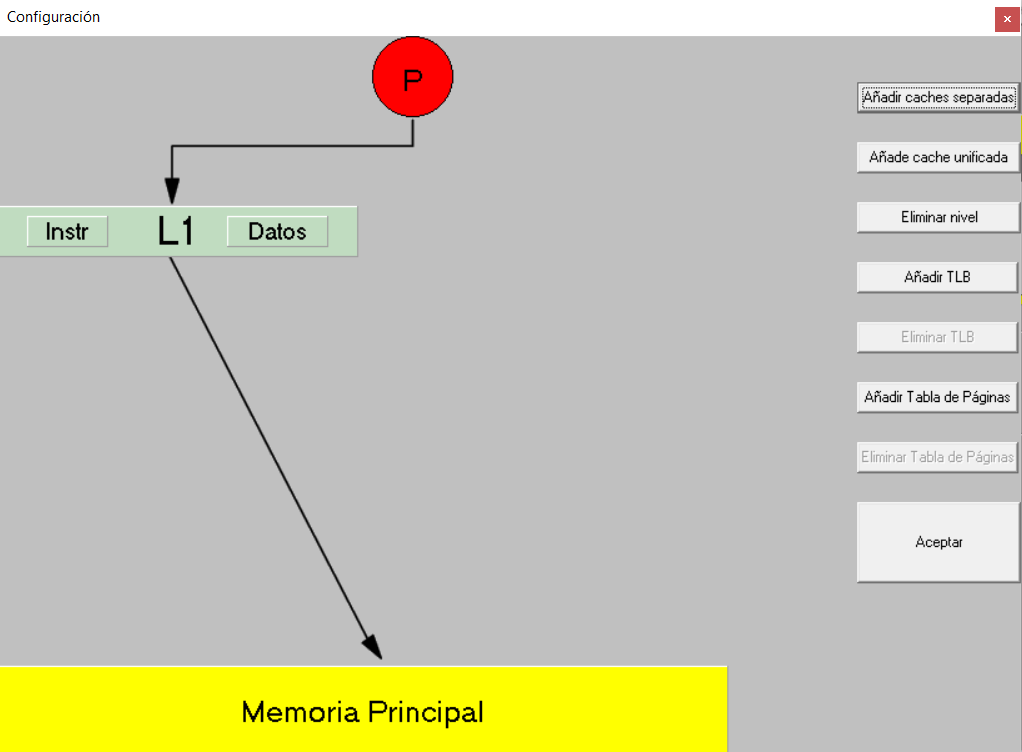 Configuración
P
Añadir caches separadas
Añade cache unificada
Instr
L1
Datos
Eliminar nivel
Añadir TLB
Eliminar TLB
Añadir Tabla de Páginas
Eliminar Tabla de Páginas
Aceptar
Memoria Principal